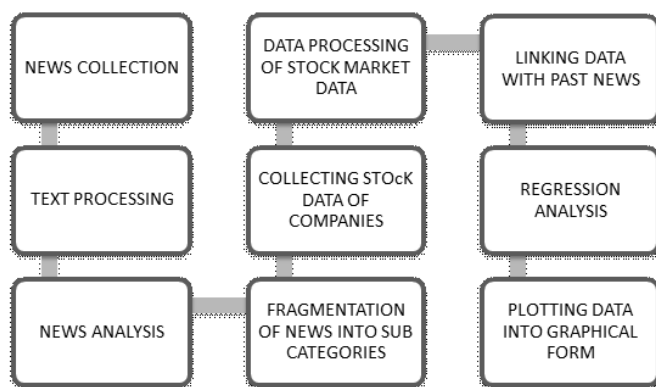 NEWS COLLECTION
TEXT PROCESSING
NEWS ANALYSIS
FRAGMENTATION
OF NEWS INTO SUB
CATEGORIES
COLLECTING STOcK
DATA OF
COMPANIES
DATA PROCESSING
OF STOCK MARKET
DATA
LINKING DATA
WITH PAST NEWS
REGRESSION
ANALYSIS
PLOTTING DATA
INTO GRAPHICAL
FORM